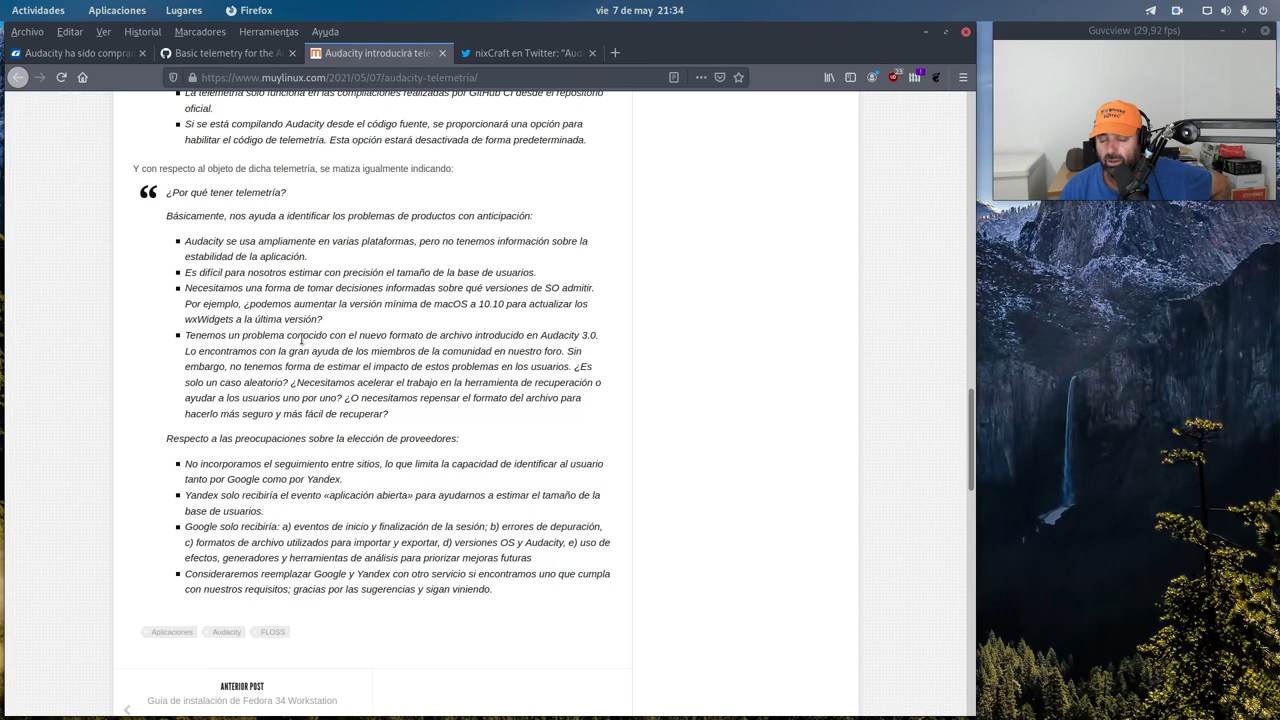 Actividades Aplicaciones Lugares Firefox vie 7 de may 21:34
Archivo Editar Ver Historial Marcadores Herramientas Ayuda
Guvcview (29,92 fps)
Audacity ha sido comprac
Basic telemetry for the A
Audacity introducirá telen
nixCraft en Twitter: "Aud
https://www.muylinux.com/2021/05/07/audacity-telemetria/
23
1
La telemetría solo funciona en las compilaciones realizadas por GitHub CI desde el repositorio
oficial.
Si se está compilando Audacity desde el código fuente, se proporcionará una opción para
habilitar el código de telemetría. Esta opción estará desactivada de forma predeterminada.
Y con respecto al objeto de dicha telemetría, se matiza igualmente indicando:
“ ¿Por qué tener telemetría?
Básicamente, nos ayuda a identificar los problemas de productos con anticipación:
Audacity se usa ampliamente en varias plataformas, pero no tenemos información sobre la
estabilidad de la aplicación.
Es difícil para nosotros estimar con precisión el tamaño de la base de usuarios.
Necesitamos una forma de tomar decisiones informadas sobre qué versiones de SO admitir.
Por ejemplo, ¿podemos aumentar la versión mínima de macOS a 10.10 para actualizar los
wxWidgets a la última versión?
Tenemos un problema conocido con el nuevo formato de archivo introducido en Audacity 3.0.
Lo encontramos con la gran ayuda de los miembros de la comunidad en nuestro foro. Sin
embargo, no tenemos forma de estimar el impacto de estos problemas en los usuarios. ¿Es
solo un caso aleatorio? ¿Necesitamos acelerar el trabajo en la herramienta de recuperación o
ayudar a los usuarios uno por uno? ¿O necesitamos repensar el formato del archivo para
hacerlo más seguro y más fácil de recuperar?
Respecto a las preocupaciones sobre la elección de proveedores:
No incorporamos el seguimiento entre sitios, lo que limita la capacidad de identificar al usuario
tanto por Google como por Yandex.
Yandex solo recibiría el evento «aplicación abierta» para ayudarnos a estimar el tamaño de la
base de usuarios.
Google solo recibiría: a) eventos de inicio y finalización de la sesión; b) errores de depuración,
c) formatos de archivo utilizados para importar y exportar, d) versiones OS y Audacity, e) uso de
efectos, generadores y herramientas de análisis para priorizar mejoras futuras
Consideraremos reemplazar Google y Yandex con otro servicio si encontramos uno que cumpla
con nuestros requisitos; gracias por las sugerencias y sigan viniendo.
Aplicaciones Audacity FLOSS
ANTERIOR POST
Guía de instalación de Fedora 34 Workstation